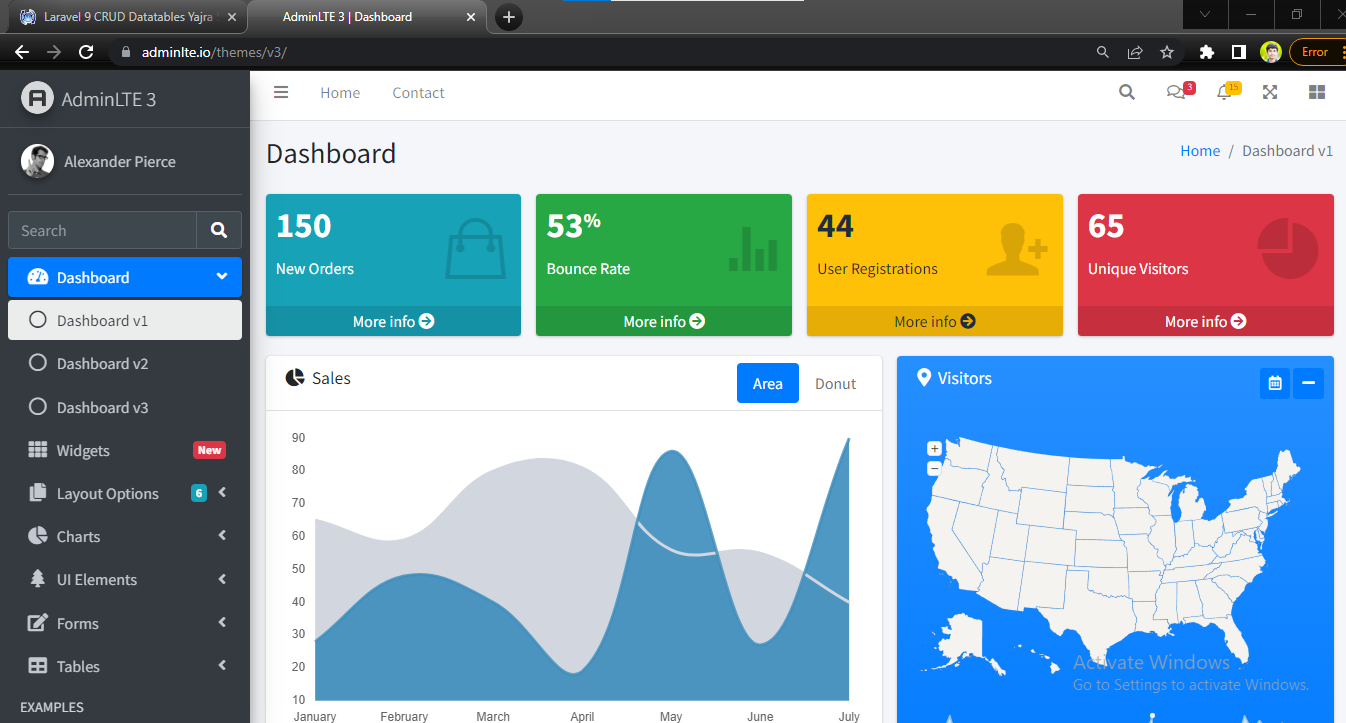 Laravel 9 CRUD Datatables Yajra
AdminLTE 3 | Dashboard
adminlte.io/themes/v3/
Error
AdminLTE 3
Home
Contact
3
15
Alexander Pierce
Dashboard
Home / Dashboard v1
Search
150
New Orders
More info
53%
Bounce Rate
More info
44
User Registrations
More info
65
Unique Visitors
More info
Dashboard
Dashboard v1
Dashboard v2
Dashboard v3
Widgets
New
Layout Options
6
Charts
UI Elements
Forms
Tables
EXAMPLES
Sales
Area
Donut
90
80
70
60
50
40
30
20
10
January
February
March
April
May
June
July
Visitors
+
−
Activate Windows
Go to Settings to activate Windows.